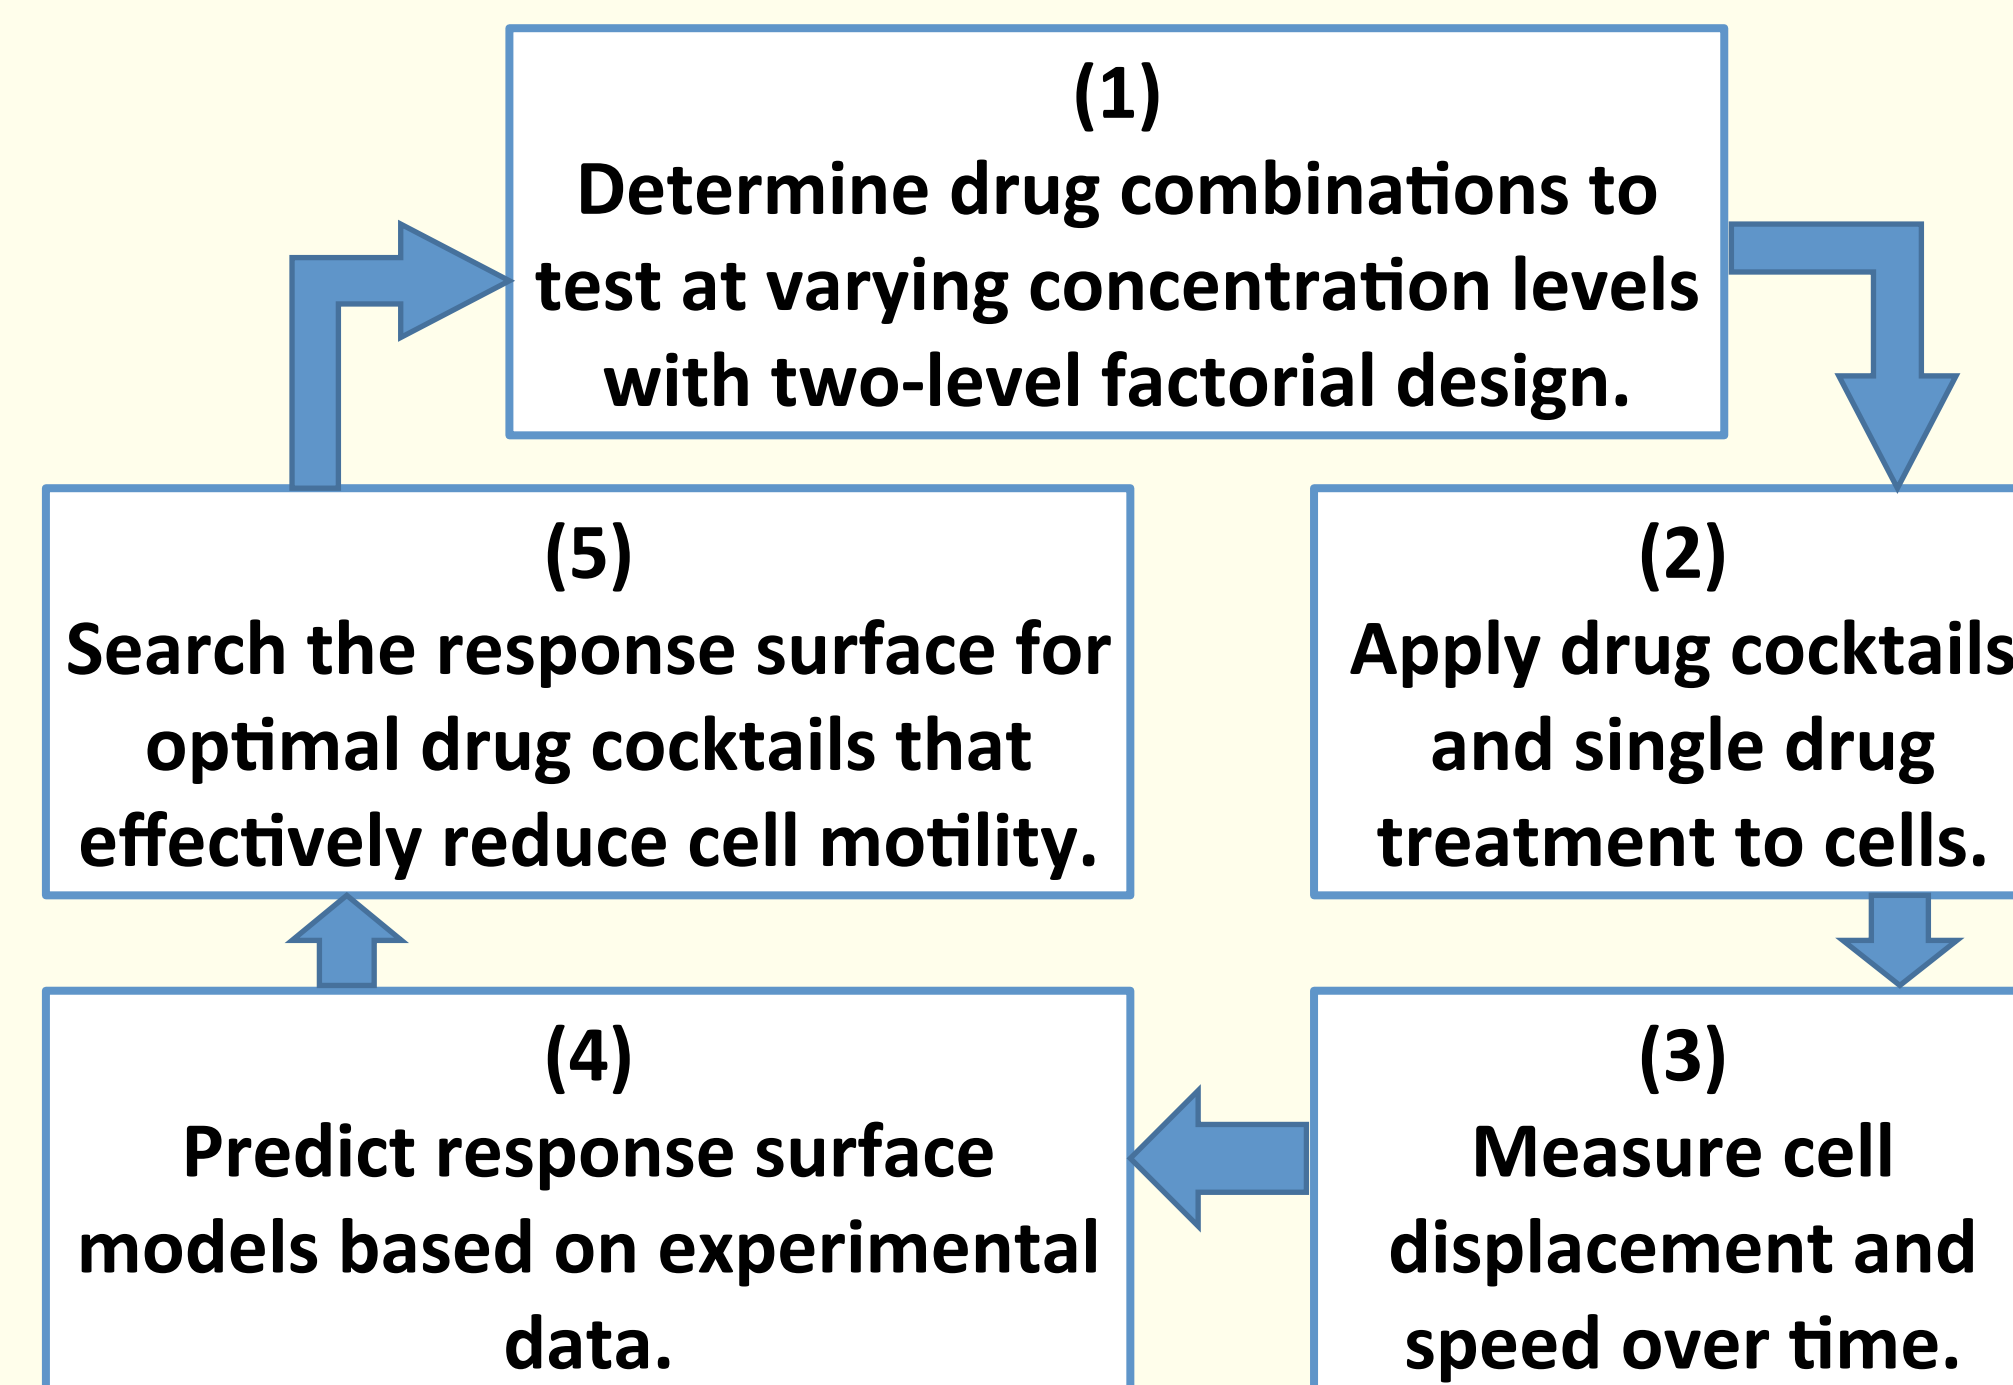 (1)
Determine drug combinations to
test at varying concentration levels
with two-level factorial design.
(2)
Apply drug cocktails
and single drug
treatment to cells.
(3)
Measure cell
displacement and
speed over time.
(4)
Predict response surface
models based on experimental
data.
(5)
Search the response surface for
optimal drug cocktails that
effectively reduce cell motility.